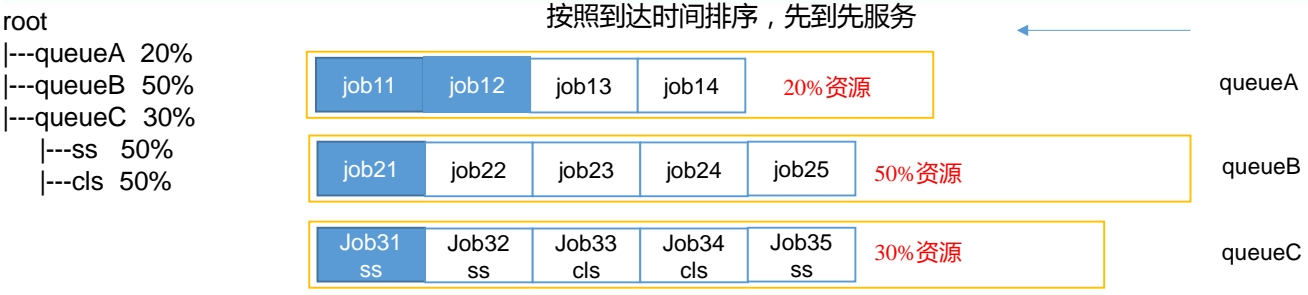 root
|---queueA 20%
|---queueB 50%
|---queueC 30%
|---ss 50%
|---cls 50%
按照到达时间排序，先到先服务
job11 job12 job13 job14 20%资源 queueA
job21 job22 job23 job24 job25 50%资源 queueB
Job31 Job32 Job33 Job34 Job35 30%资源 queueC
ss ss cls cls ss